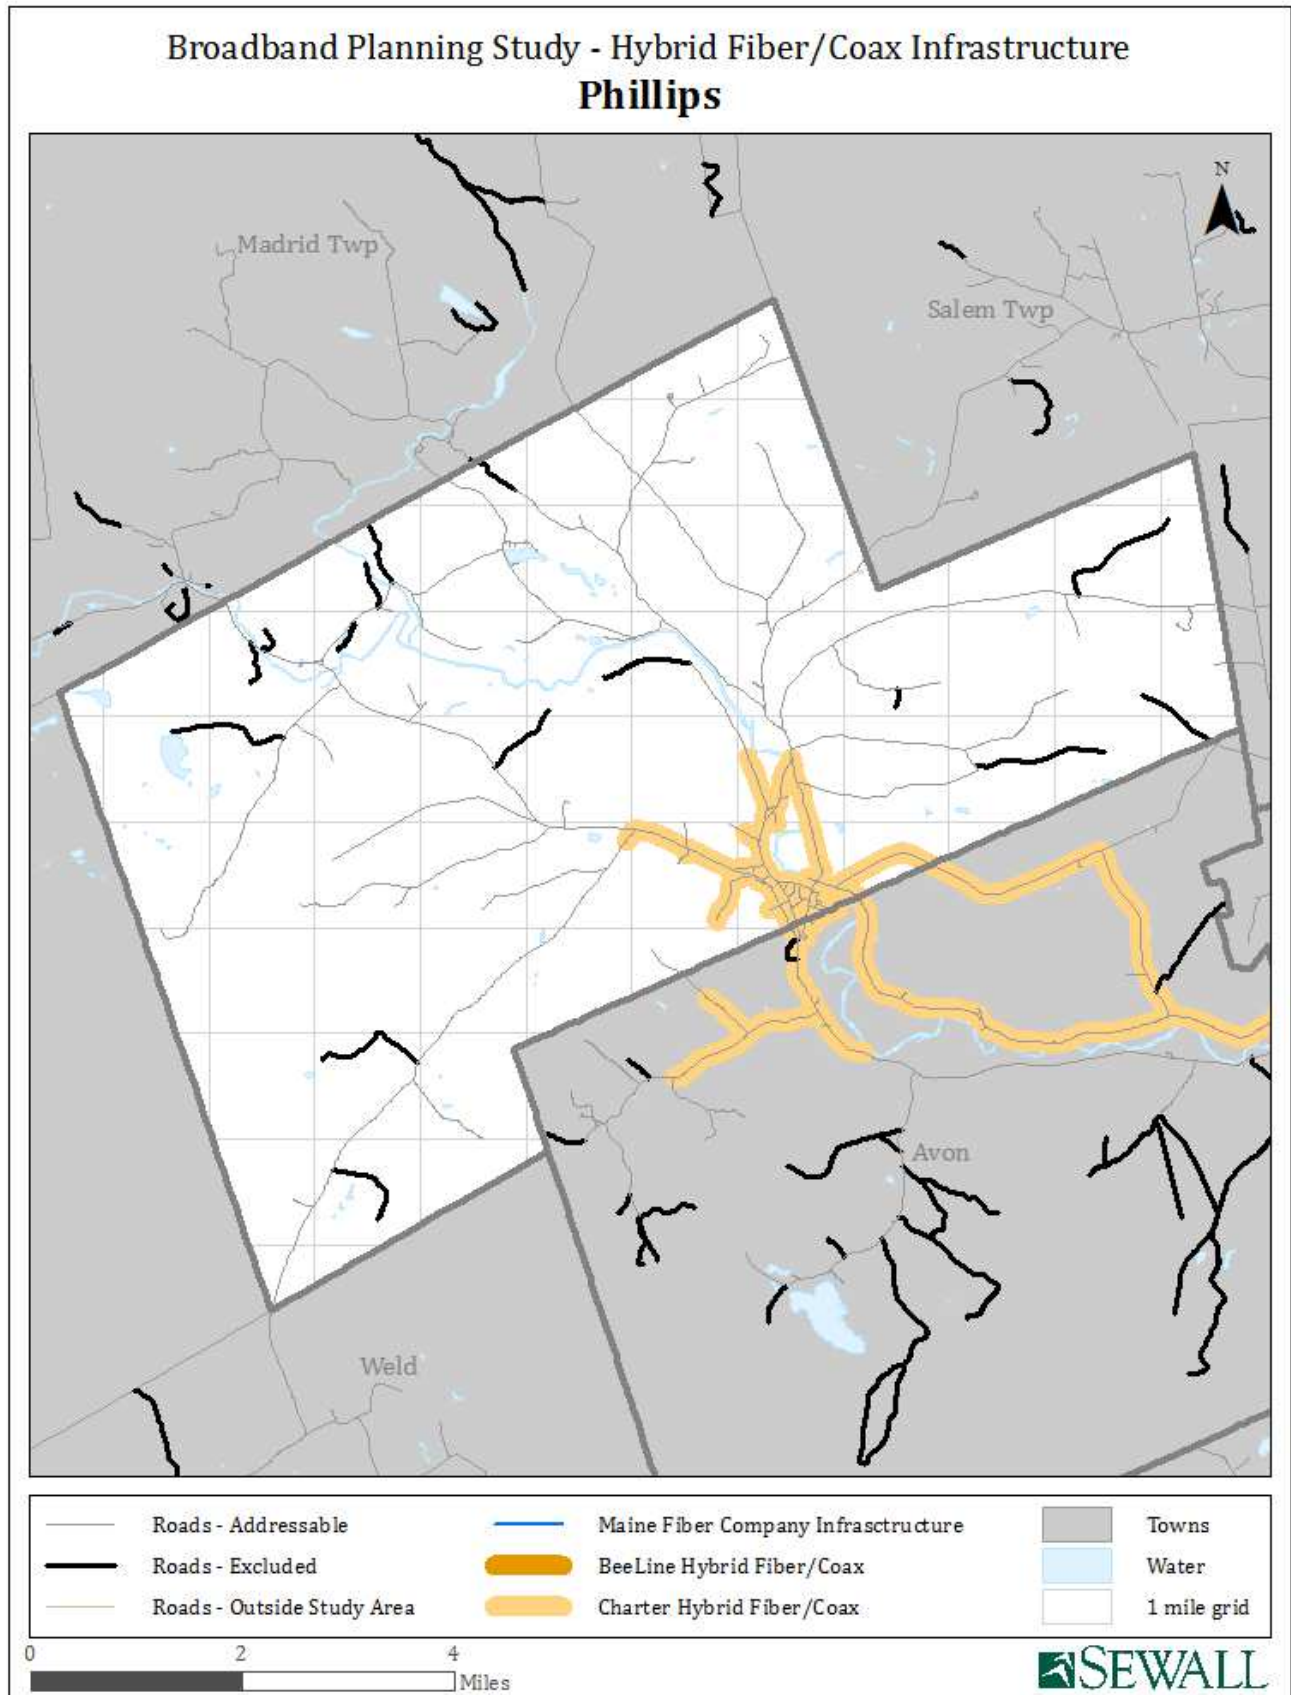 Broadband Planning Study - Hybrid Fiber/Coax Infrastructure
Phillips
N
Madrid Twp
Salem Twp
Avon
Weld
Roads - Addressable
Roads - Excluded
Roads - Outside Study Area
Maine Fiber Company Infrasctructure
BeeLine Hybrid Fiber/Coax
Charter Hybrid Fiber/Coax
Towns
Water
1 mile grid
0 2 4
Miles
SEWALL